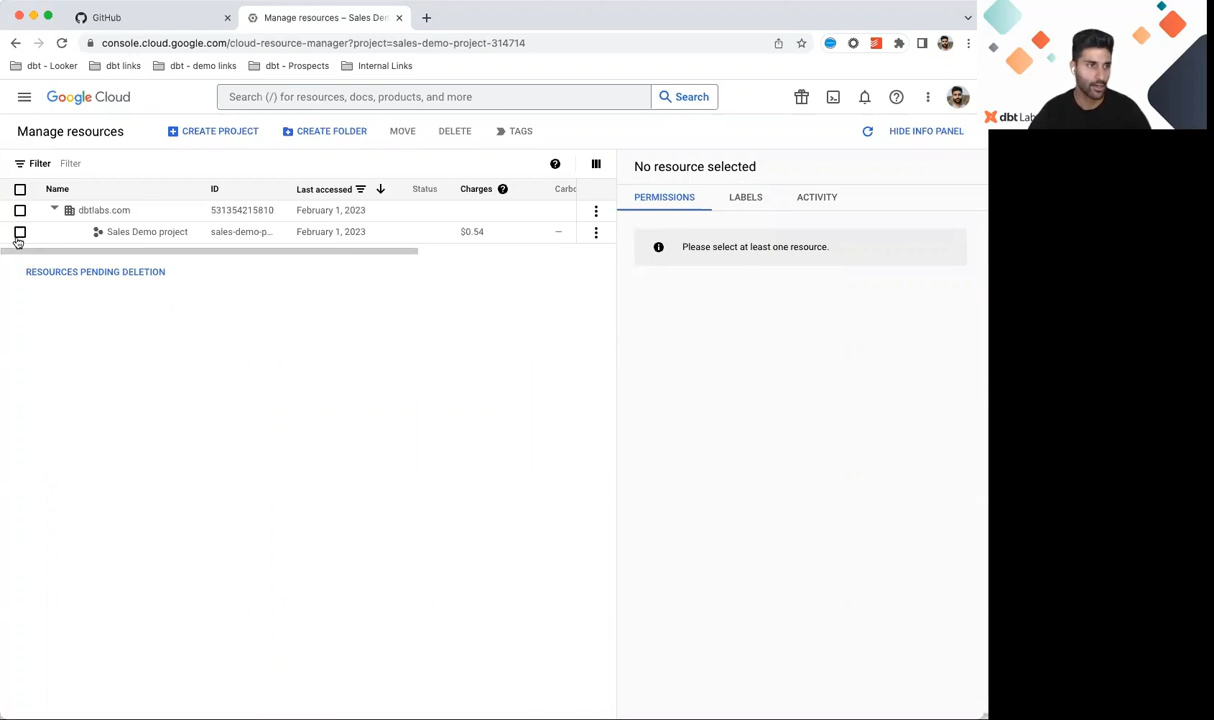 GitHub
Manage resources – Sales Dem
console.cloud.google.com/cloud-resource-manager?project=sales-demo-project-314714
dbt - Looker
dbt links
dbt - demo links
dbt - Prospects
Internal Links
Google Cloud
Search (/) for resources, docs, products, and more
Search
Manage resources
CREATE PROJECT
CREATE FOLDER
MOVE
DELETE
TAGS
HIDE INFO PANEL
Filter
Filter
Name
ID
Last accessed
Status
Charges
Carbo
dbtlabs.com
531354215810
February 1, 2023
Sales Demo project
sales-demo-p...
February 1, 2023
$0.54
–
RESOURCES PENDING DELETION
No resource selected
PERMISSIONS
LABELS
ACTIVITY
Please select at least one resource.
dbt Lab